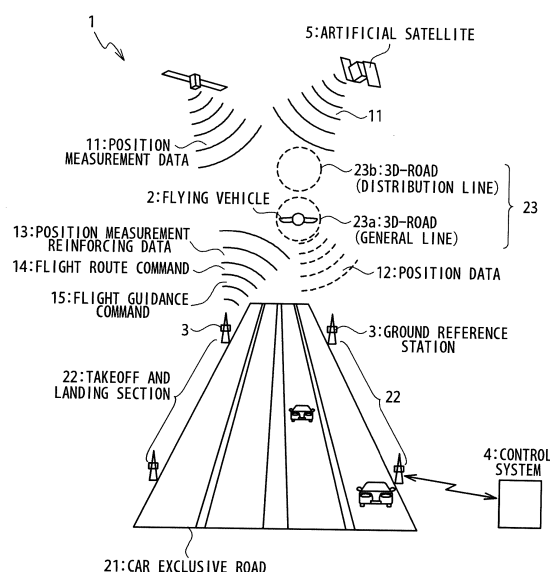 1
5:ARTIFICIAL SATELLITE
11:POSITION
MEASUREMENT DATA
11
23b:3D-ROAD
(DISTRIBUTION LINE)
23
2:FLYING VEHICLE
23a:3D-ROAD
(GENERAL LINE)
13:POSITION MEASUREMENT
REINFORCING DATA
14:FLIGHT ROUTE COMMAND
12:POSITION DATA
15:FLIGHT GUIDANCE
COMMAND
3
3:GROUND REFERENCE
STATION
22:TAKEOFF AND
LANDING SECTION
22
4:CONTROL
SYSTEM
21:CAR EXCLUSIVE ROAD